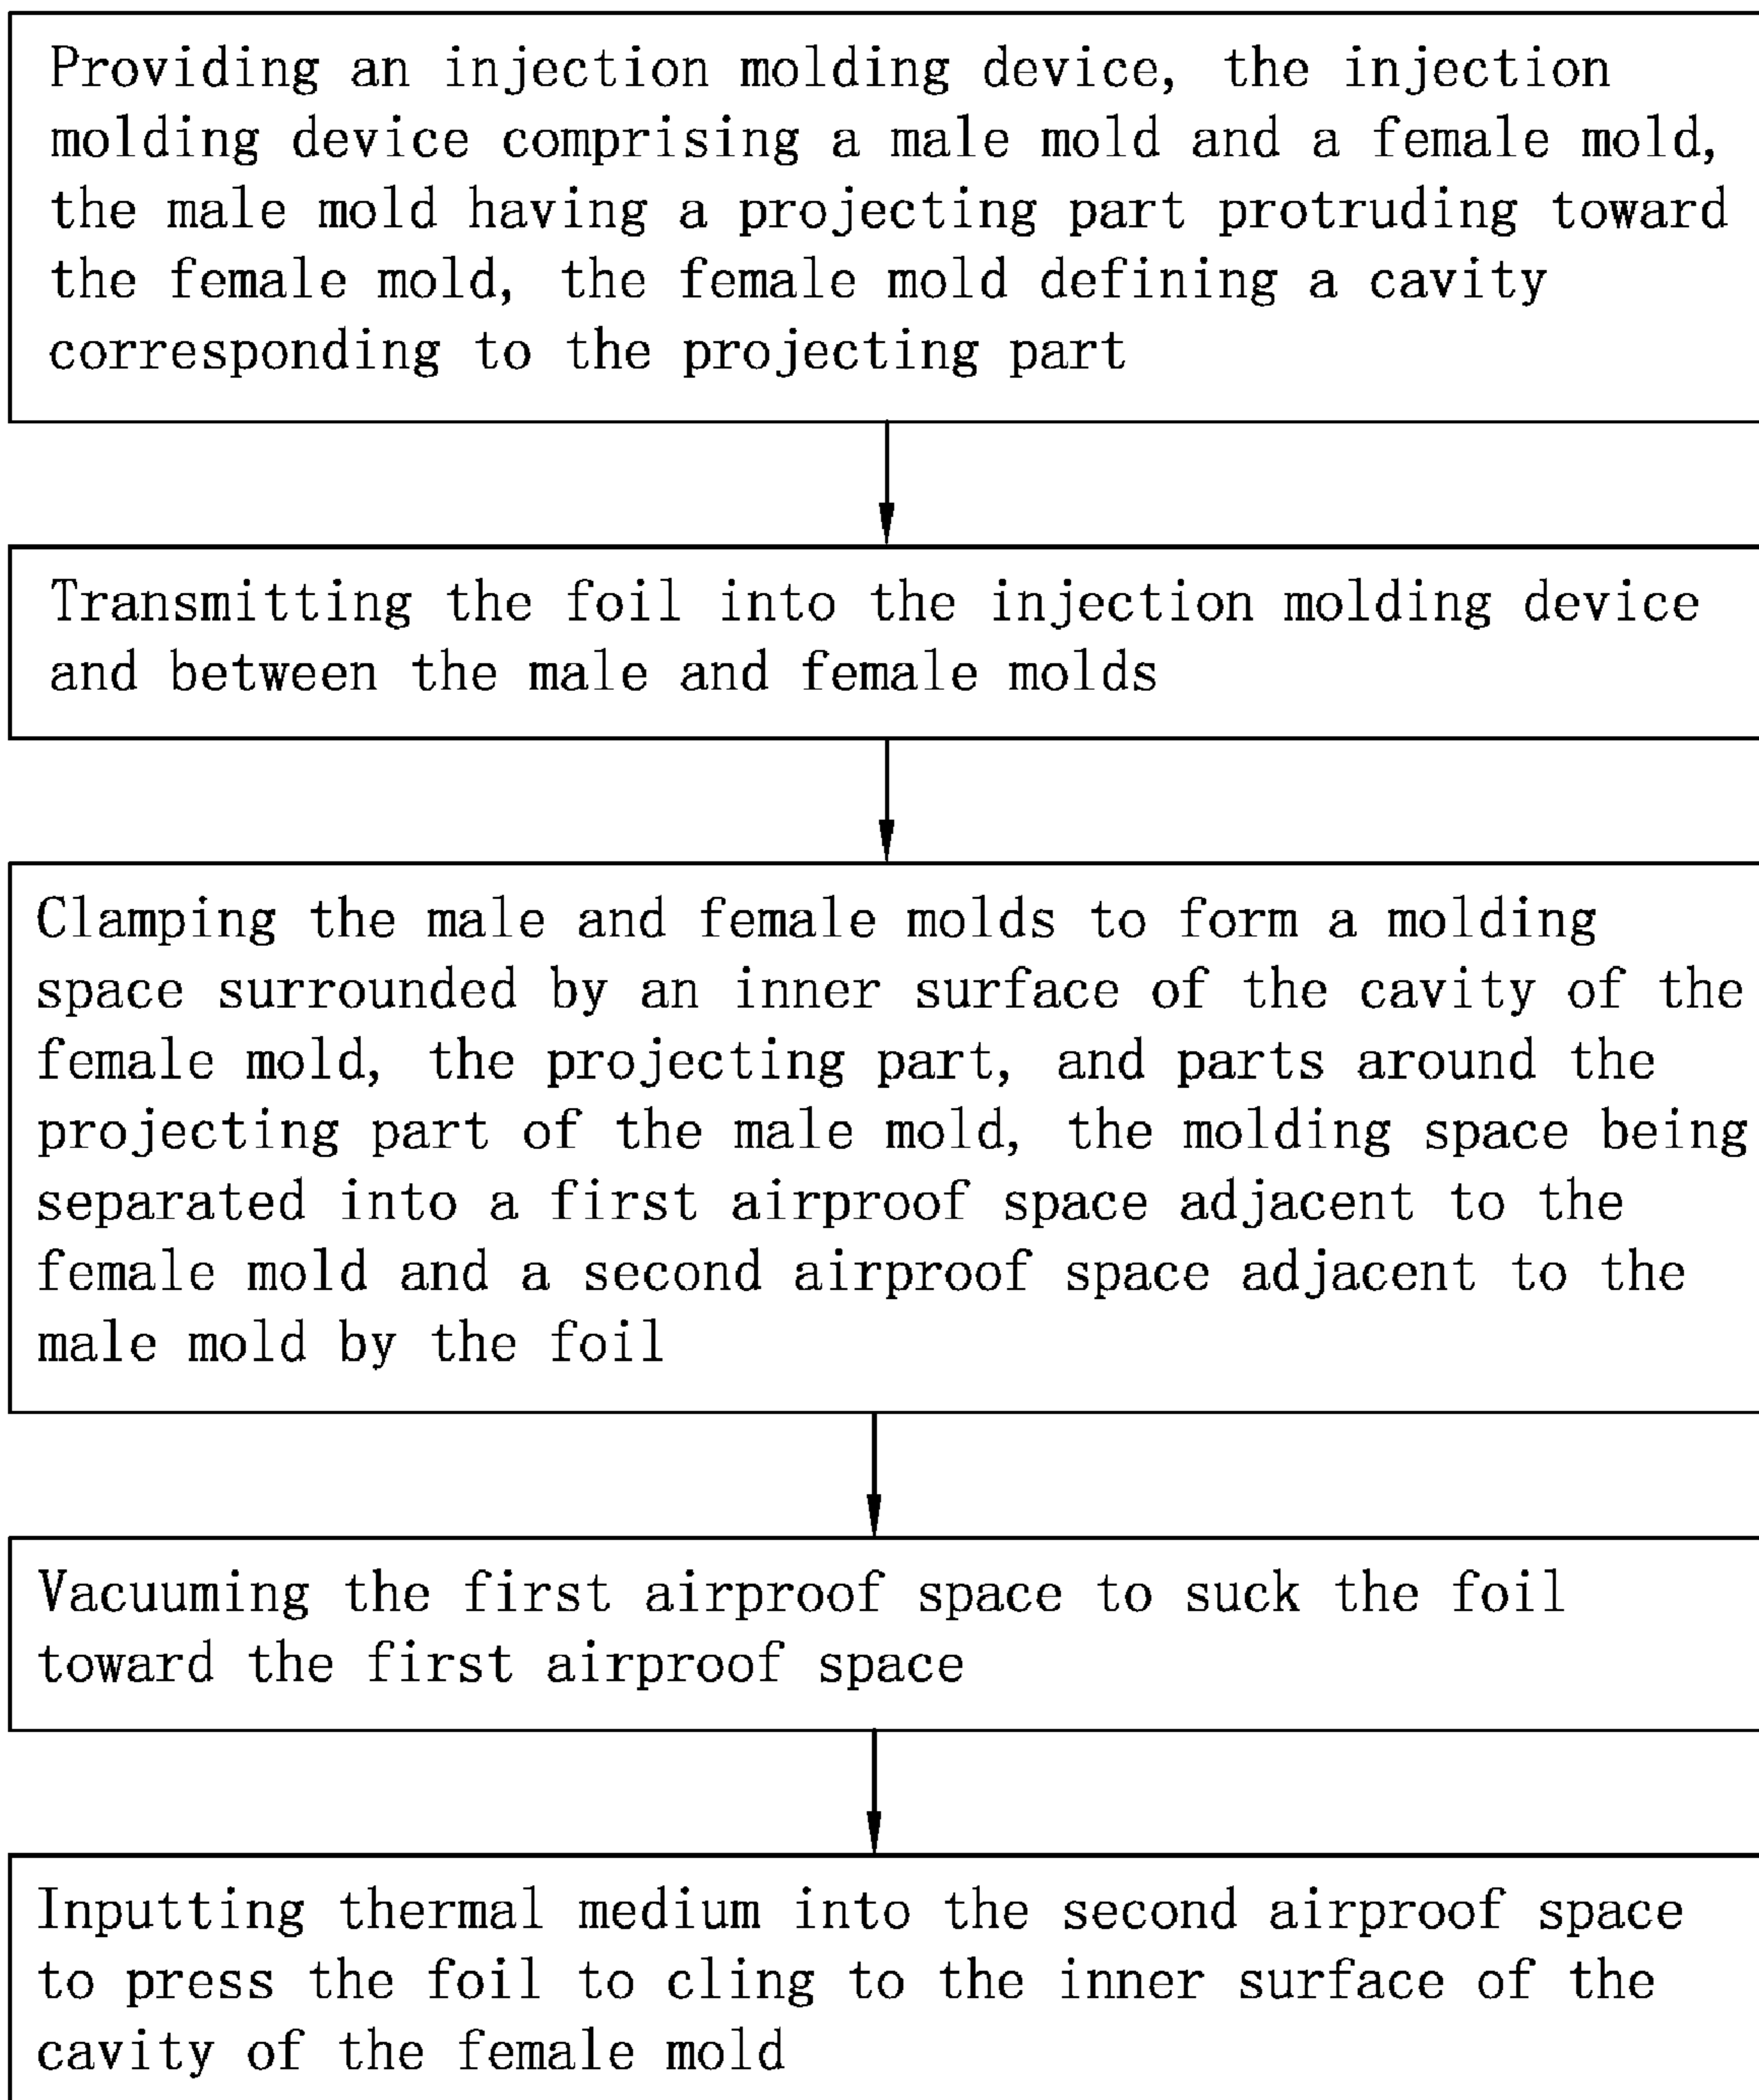 Providing an injection molding device, the injection
molding device comprising a male mold and a female mold,
the male mold having a projecting part protruding toward
the female mold, the female mold defining a cavity
corresponding to the projecting part
Transmitting the foil into the injection molding device
and between the male and female molds
Clamping the male and female molds to form a molding
space surrounded by an inner surface of the cavity of the
female mold, the projecting part, and parts around the
projecting part of the male mold, the molding space being
separated into a first airproof space adjacent to the
female mold and a second airproof space adjacent to the
male mold by the foil
Vacuuming the first airproof space to suck the foil
toward the first airproof space
Inputting thermal medium into the second airproof space
to press the foil to cling to the inner surface of the
cavity of the female mold